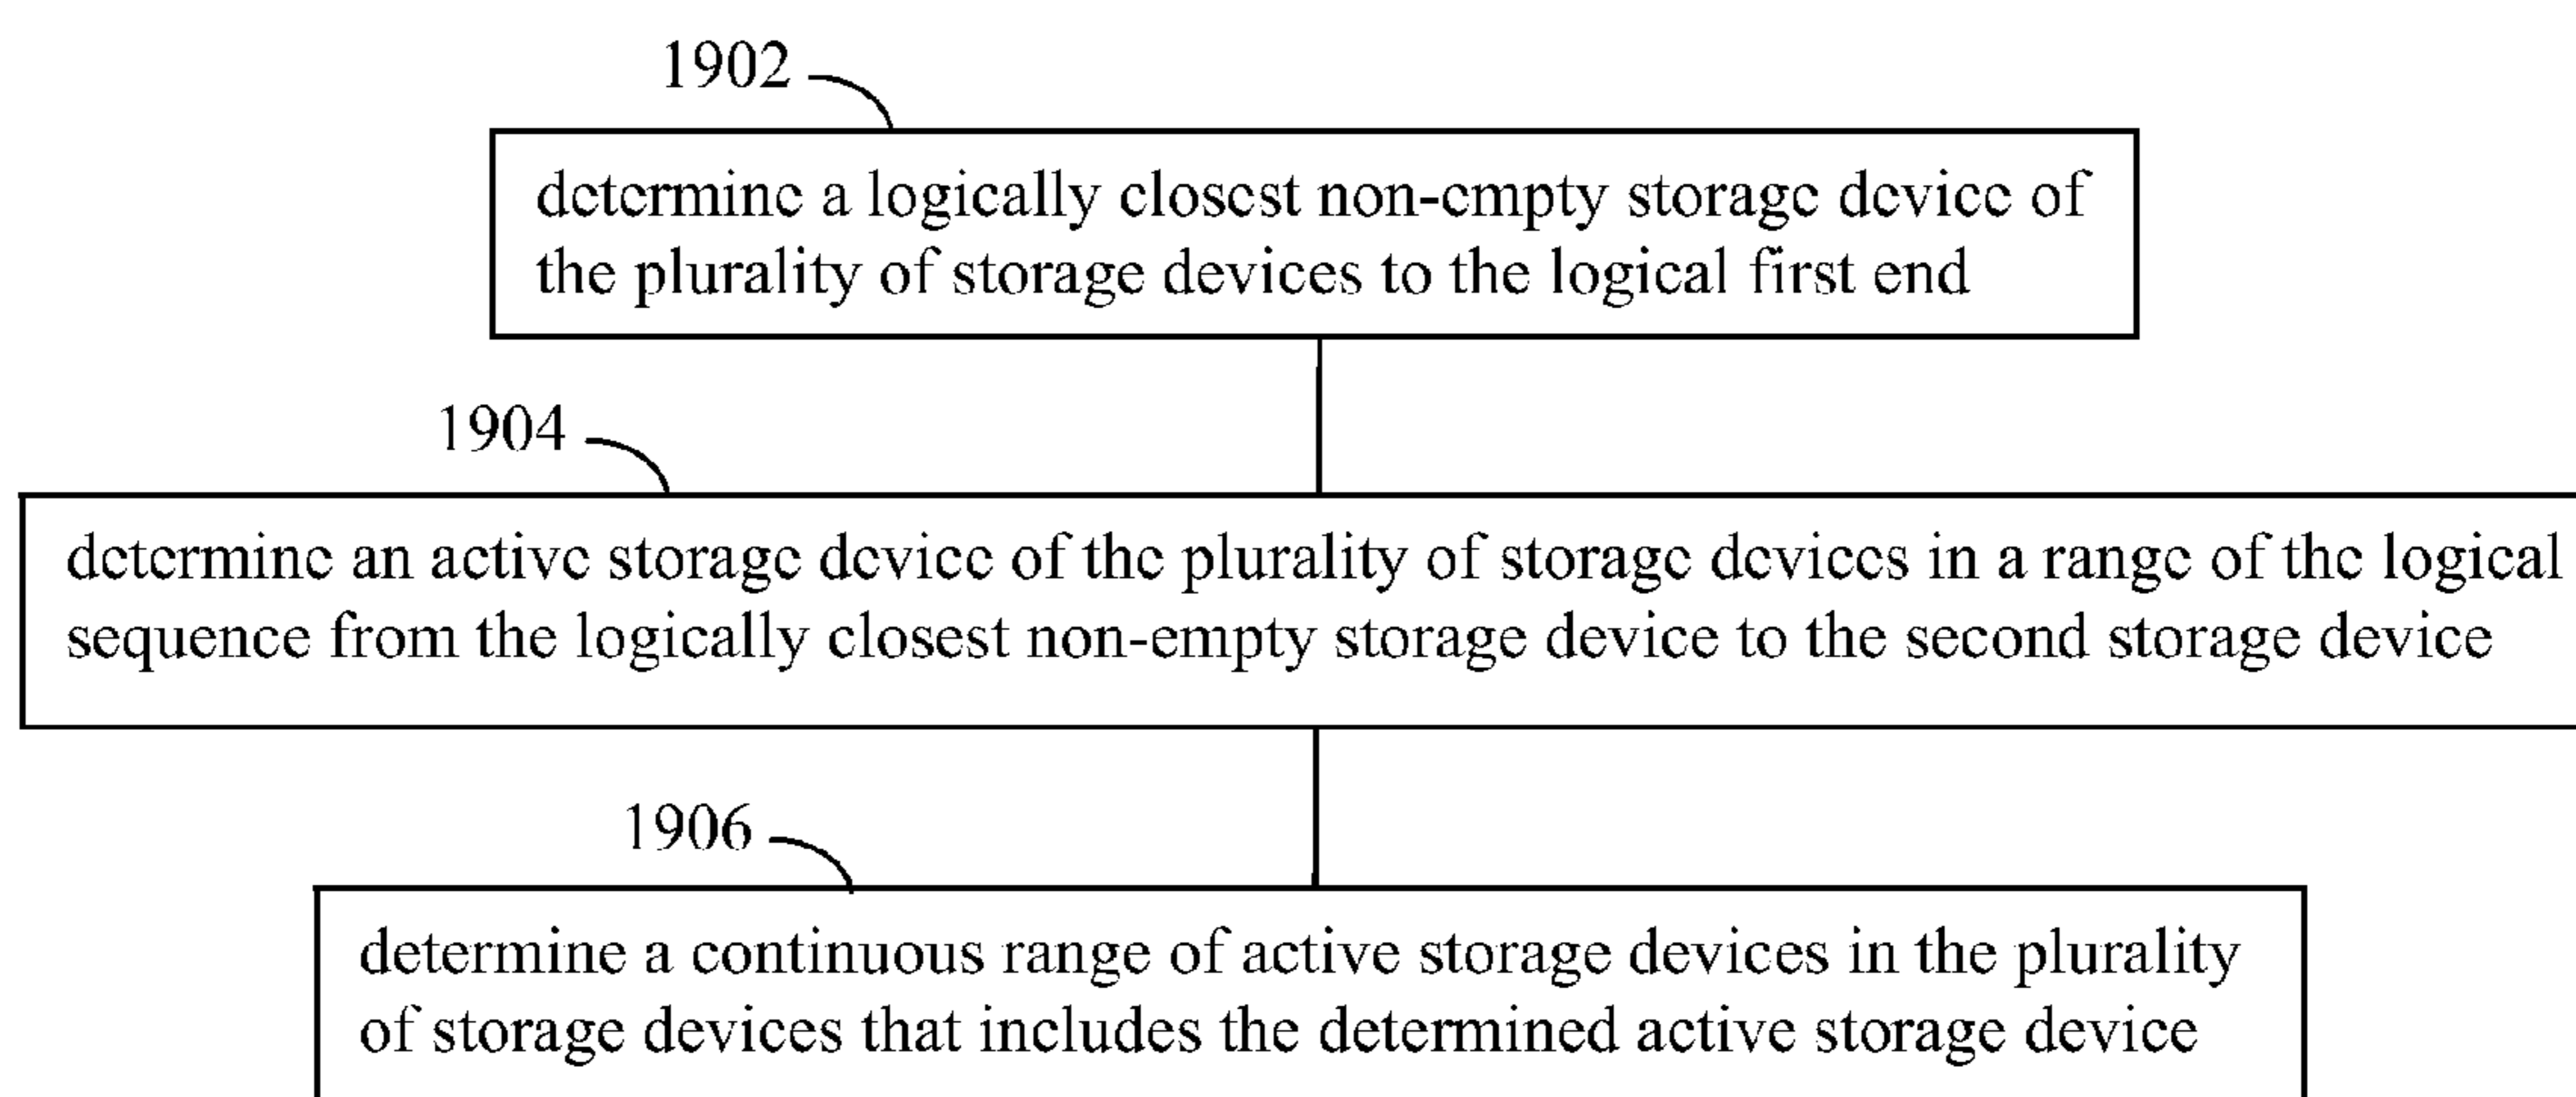 1902
determine a logically closest non-empty storage device of
the plurality of storage devices to the logical first end
1904
determine an active storage device of the plurality of storage devices in a range of the logical
sequence from the logically closest non-empty storage device to the second storage device
1906
determine a continuous range of active storage devices in the plurality
of storage devices that includes the determined active storage device